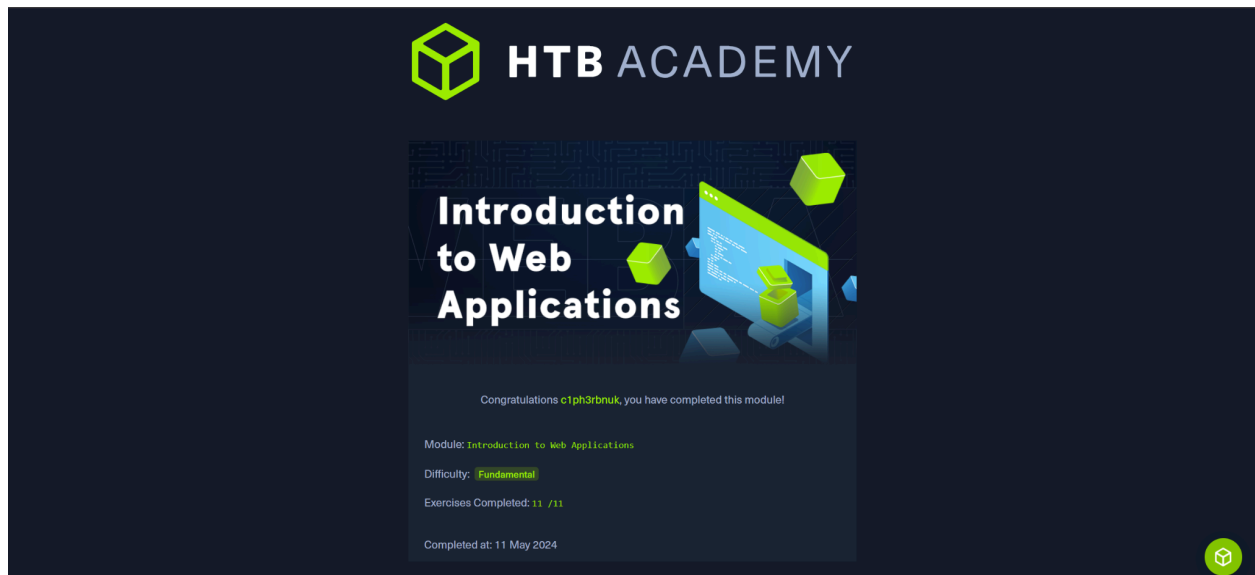 HTB ACADEMY
Introduction
to Web
Applications
Congratulations c1ph3rbnuk, you have completed this module!
Module: Introduction to Web Applications
Difficulty: Fundamental
Exercises Completed: 11 /11
Completed at: 11 May 2024